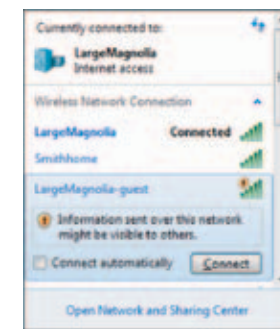 Currently connected to:
LargeMagnolia
Internet access
Wireless Network Connection
LargeMagnolia Connected
Smithhome
LargeMagnolia-guest
Information sent over this network
might be visible to others.
Connect automatically Connect
Open Network and Sharing Center